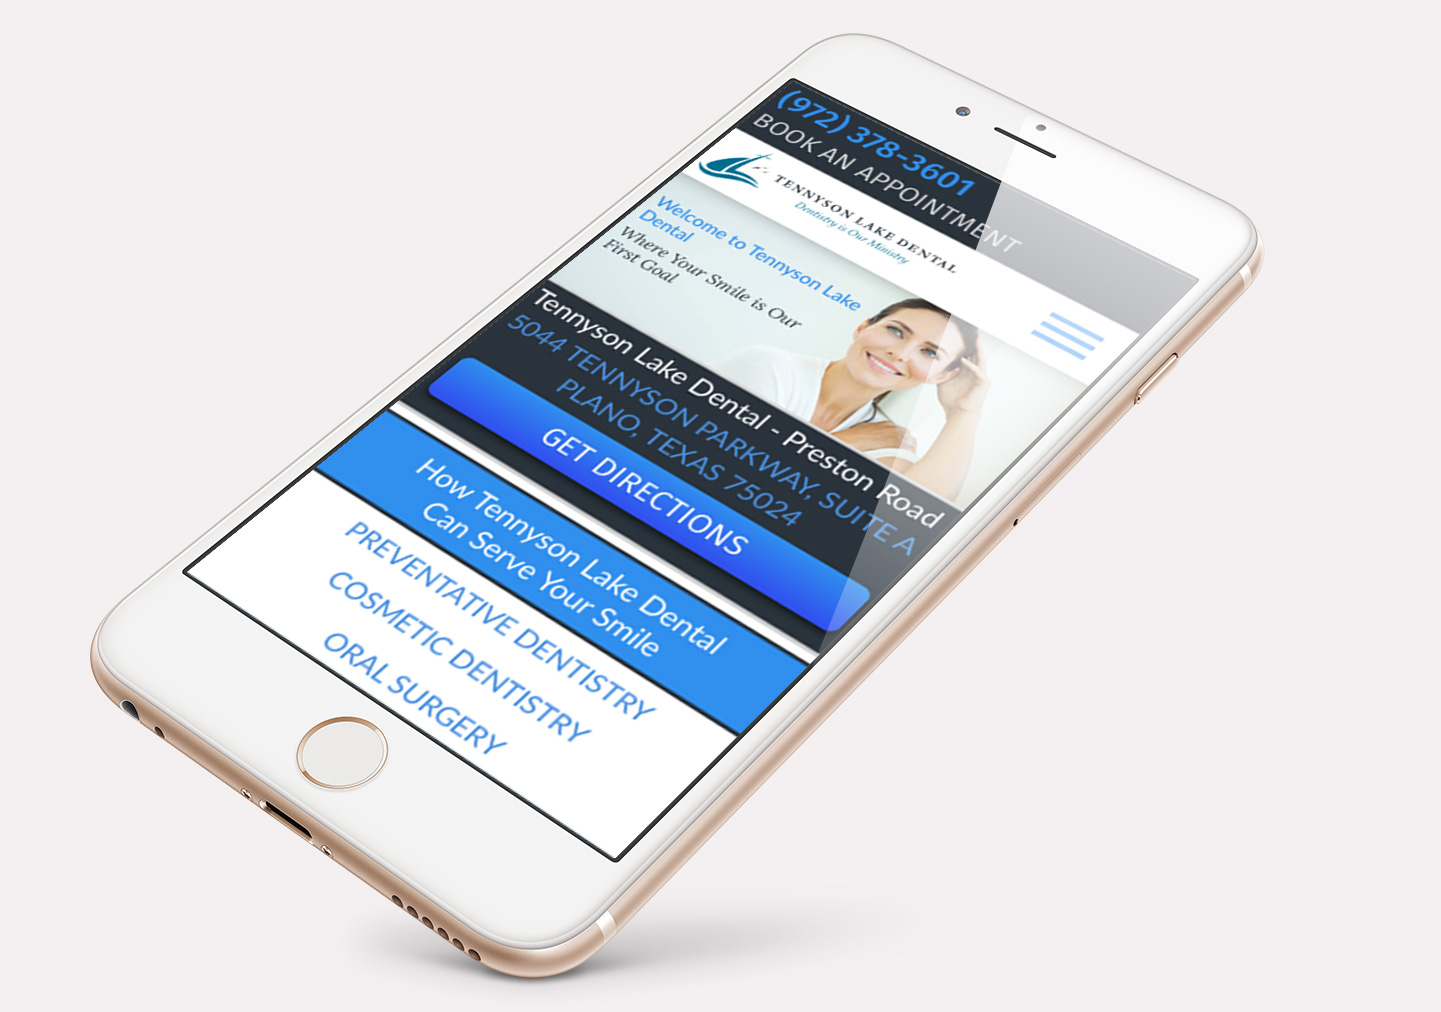 (972) 378-3601
BOOK AN APPOINTMENT
TENNYSON LAKE DENTAL
Dentistry is Our Ministry
Welcome to Tennyson Lake
Dental
Where Your Smile is Our
First Goal
Tennyson Lake Dental - Preston Road
5044 TENNYSON PARKWAY, SUITE A
PLANO, TEXAS 75024
GET DIRECTIONS
How Tennyson Lake Dental
Can Serve Your Smile
PREVENTATIVE DENTISTRY
COSMETIC DENTISTRY
ORAL SURGERY